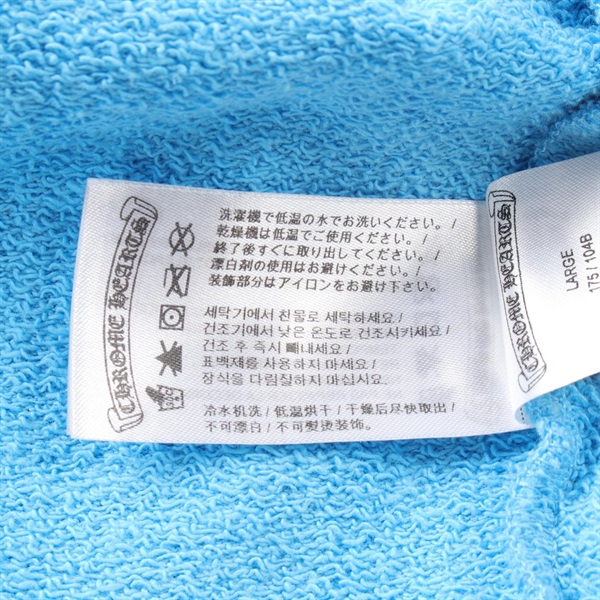 CHROME HEARTS
洗濯機で低温の水でお洗いください。/
乾燥機は低温でご使用ください。/
終了後すぐに取り出してください。/
漂白剤の使用はお避けください。/
装飾部分はアイロンをお避け下さい。
세탁기에서 친물로 세탁하세요/
건조기에서 낮은 온도로 건조시키세요/
건조 후 즉시 빼내세요/
표백제를 사용하지 마세요/
장식을 다림질하지 마십시요.
冷水机洗/低温烘干/干燥后尽快取出/
不可漂白/不可熨烫装饰。
CHROME HEARTS
LARGE
175 / 104B